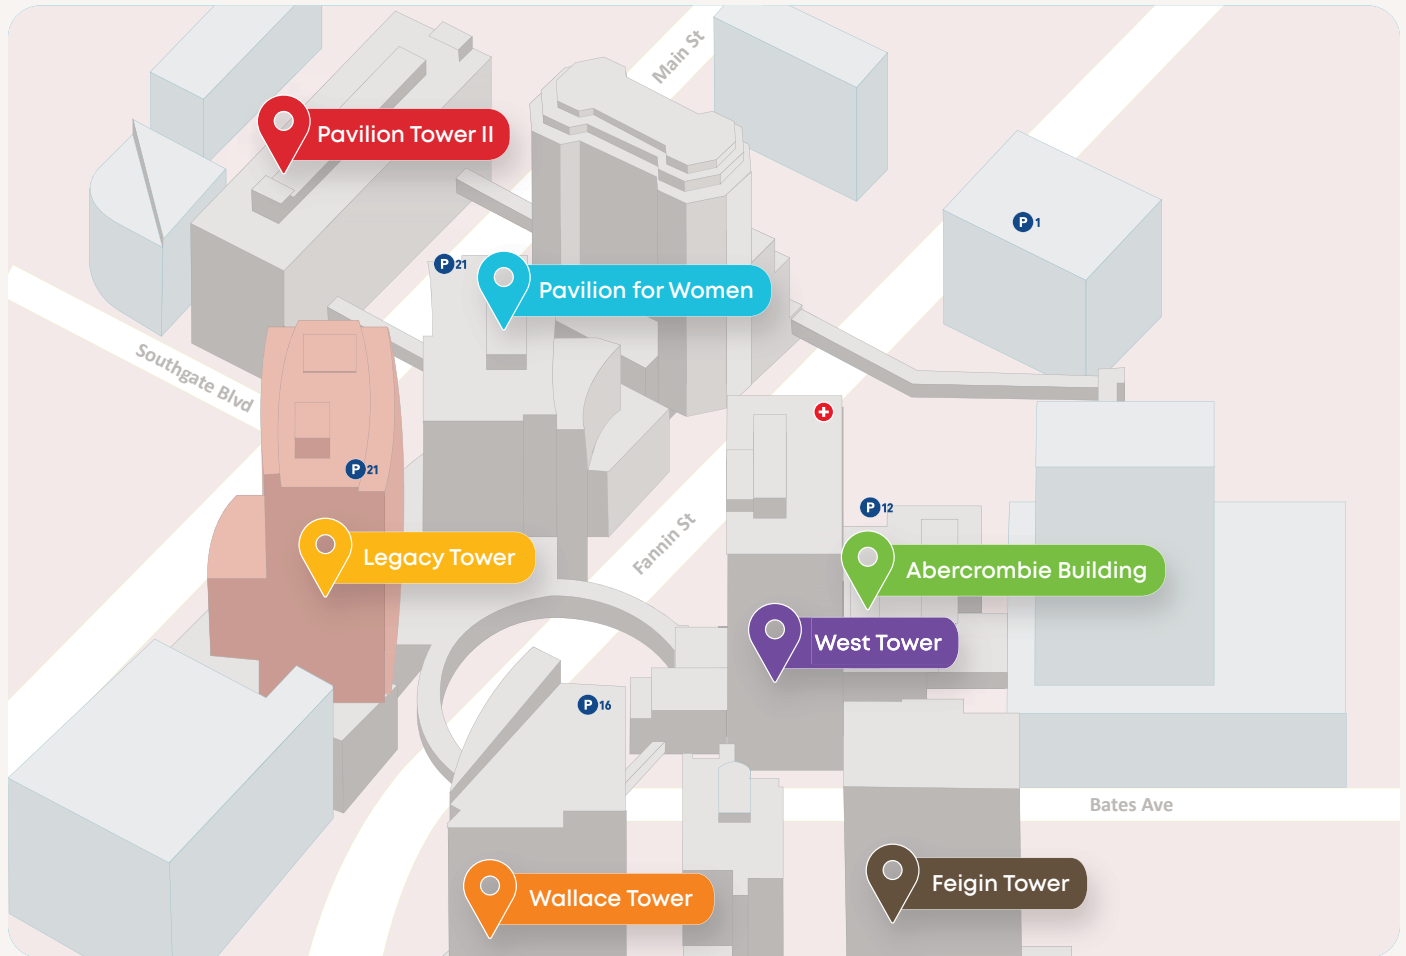 Main St
Pavilion Tower II
P 1
P 21
Pavilion for Women
Southgate Blvd
P 21
P 12
Fannin St
Legacy Tower
Abercrombie Building
West Tower
P 16
Bates Ave
Feigin Tower
Wallace Tower